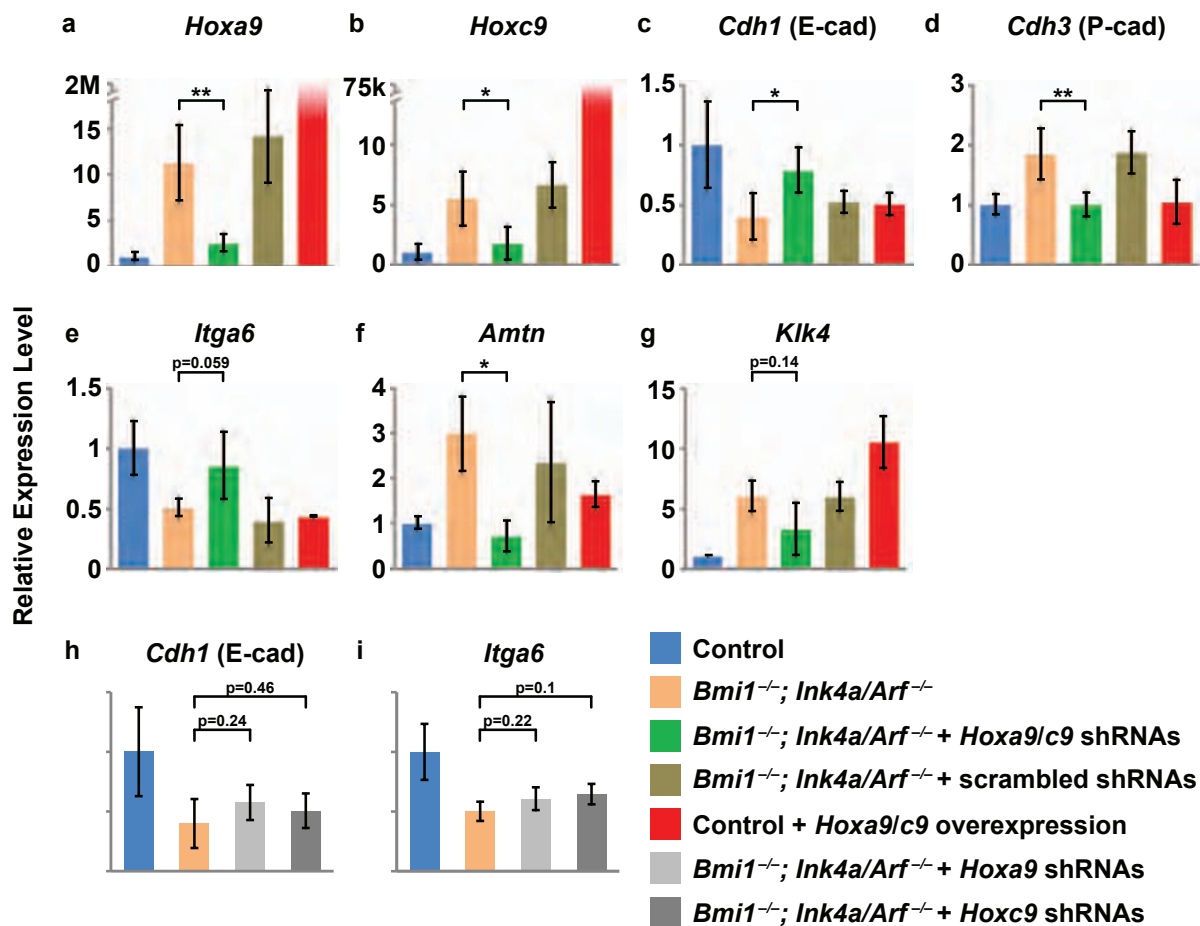 a Hoxa9
b Hoxc9
c Cdh1 (E-cad)
d Cdh3 (P-cad)
2M
15
10
5
0
**
75k
10
5
0
*
1.5
1
0.5
0
*
3
2
1
0
**
Relative Expression Level
e Itga6
f Amtn
g Klk4
p=0.059
1.5
1
0.5
0
*
4
3
2
1
0
p=0.14
15
10
5
0
h Cdh1 (E-cad)
i Itga6
p=0.46
p=0.24
p=0.1
p=0.22
Control
Bmi1–/–; Ink4a/Arf–/–
Bmi1–/–; Ink4a/Arf–/– + Hoxa9/c9 shRNAs
Bmi1–/–; Ink4a/Arf–/– + scrambled shRNAs
Control + Hoxa9/c9 overexpression
Bmi1–/–; Ink4a/Arf–/– + Hoxa9 shRNAs
Bmi1–/–; Ink4a/Arf–/– + Hoxc9 shRNAs